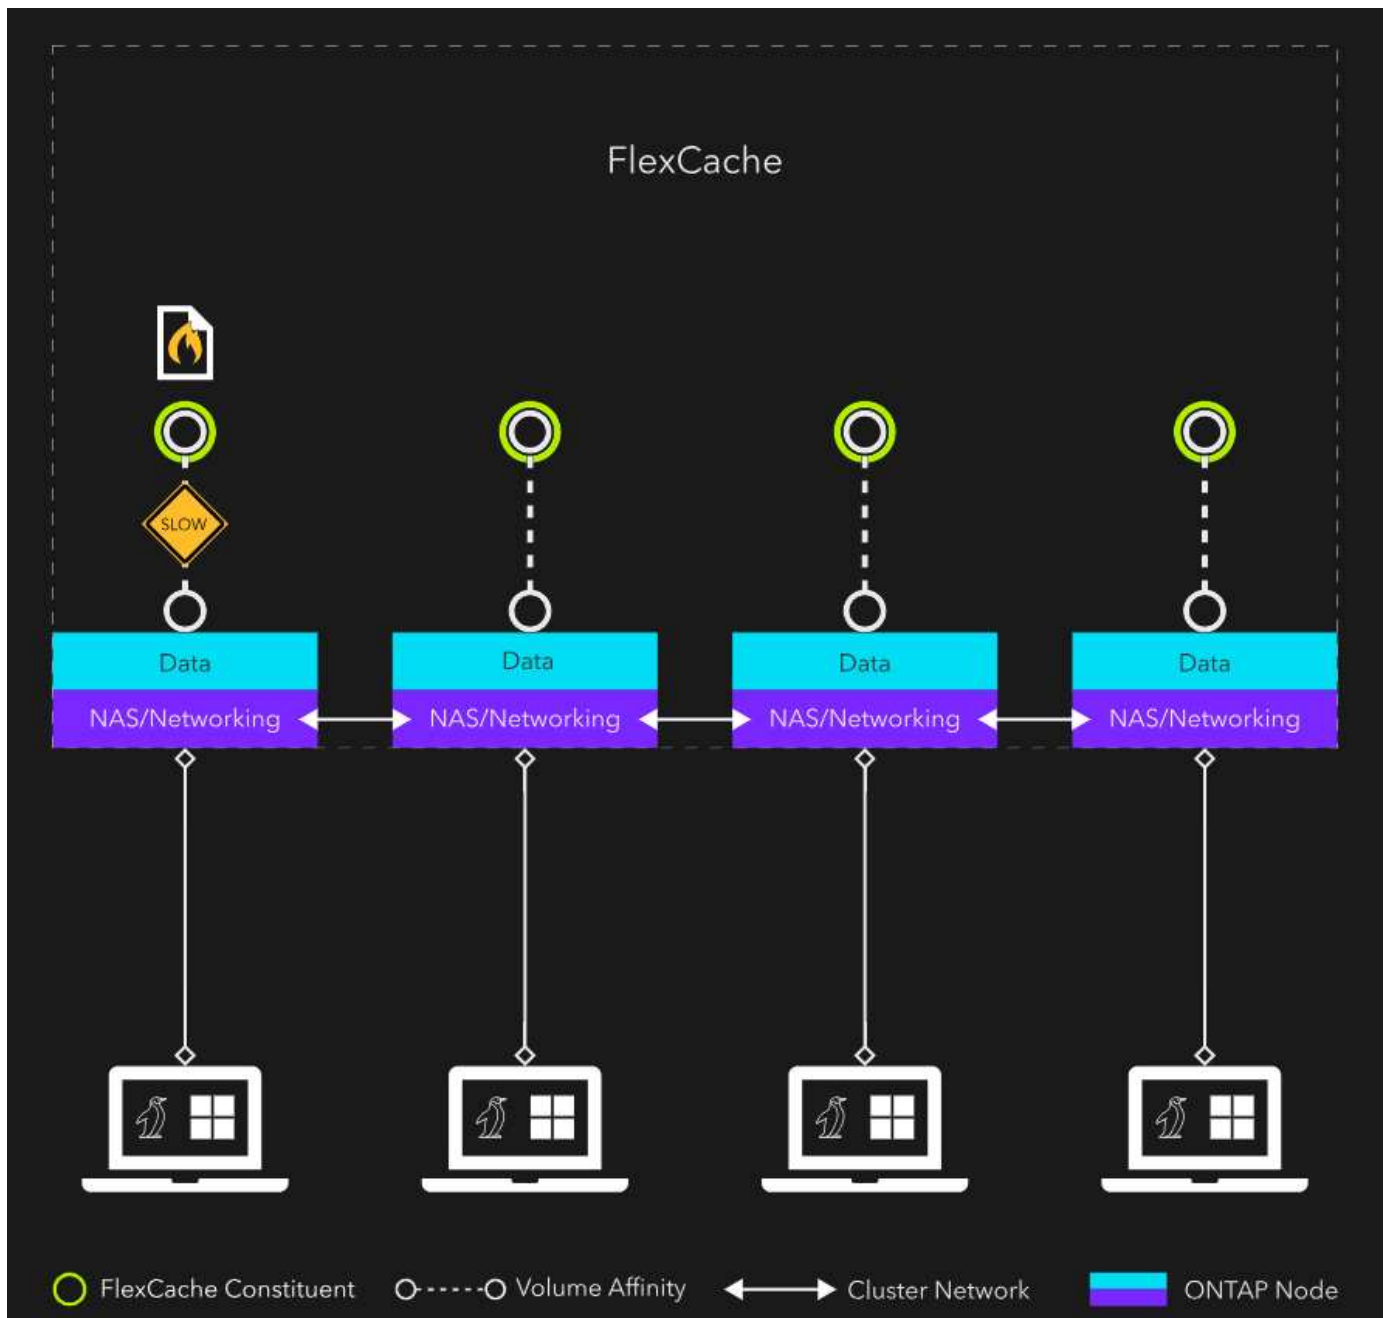 FlexCache
SLOW
Data
Data
Data
Data
NAS/Networking
NAS/Networking
NAS/Networking
NAS/Networking
FlexCache Constituent
Volume Affinity
Cluster Network
ONTAP Node